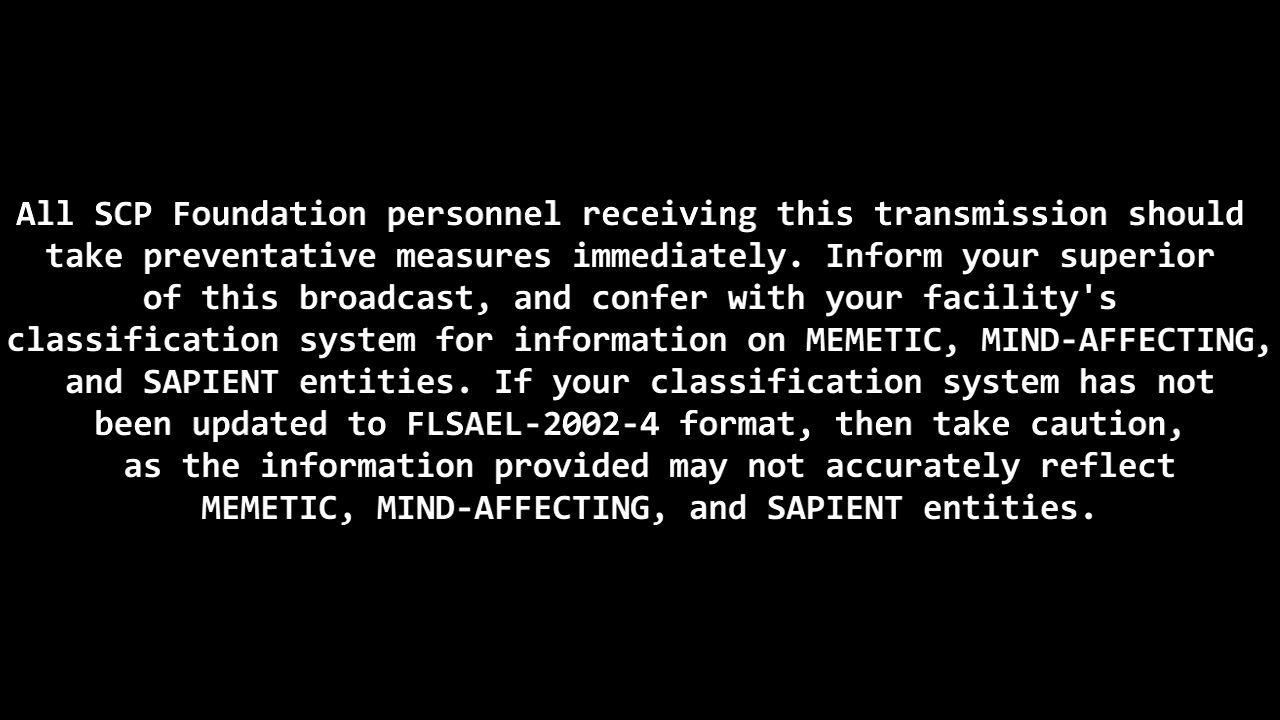 All SCP Foundation personnel receiving this transmission should
take preventative measures immediately. Inform your superior
of this broadcast, and confer with your facility's
classification system for information on MEMETIC, MIND-AFFECTING,
and SAPIENT entities. If your classification system has not
been updated to FLSAEL-2002-4 format, then take caution,
as the information provided may not accurately reflect
MEMETIC, MIND-AFFECTING, and SAPIENT entities.